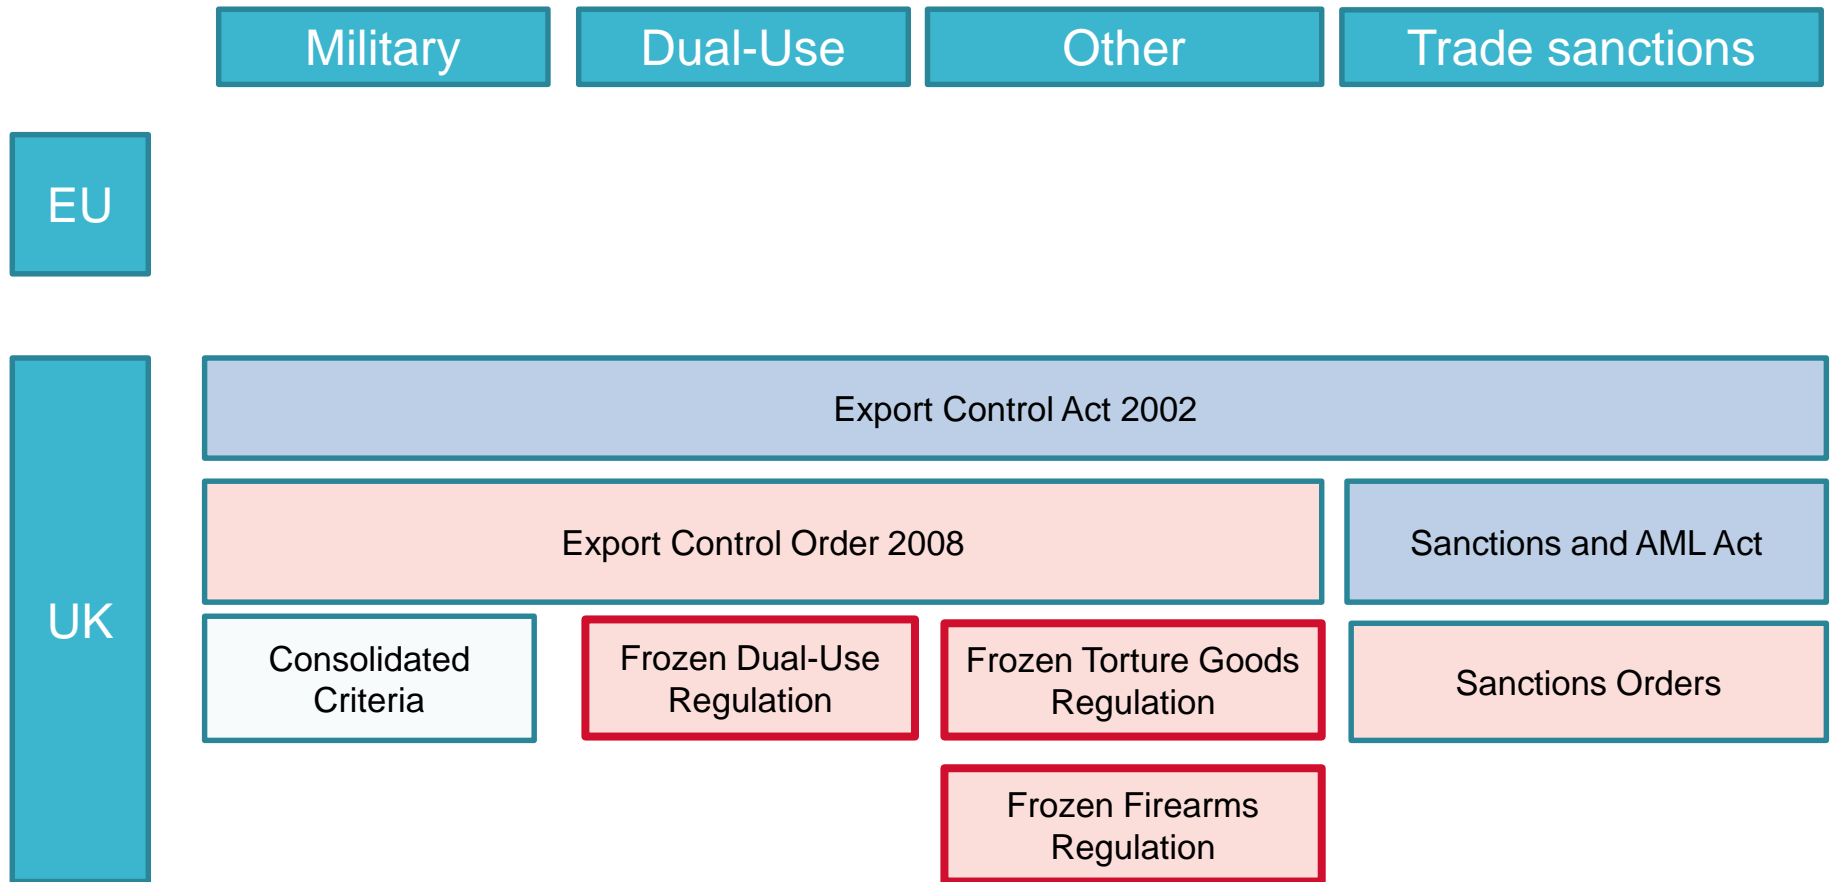 Military
Dual-Use
Other
Trade sanctions
EU
UK
Export Control Act 2002
Export Control Order 2008
Sanctions and AML Act
Consolidated
Criteria
Frozen Dual-Use
Regulation
Frozen Torture Goods
Regulation
Sanctions Orders
Frozen Firearms
Regulation